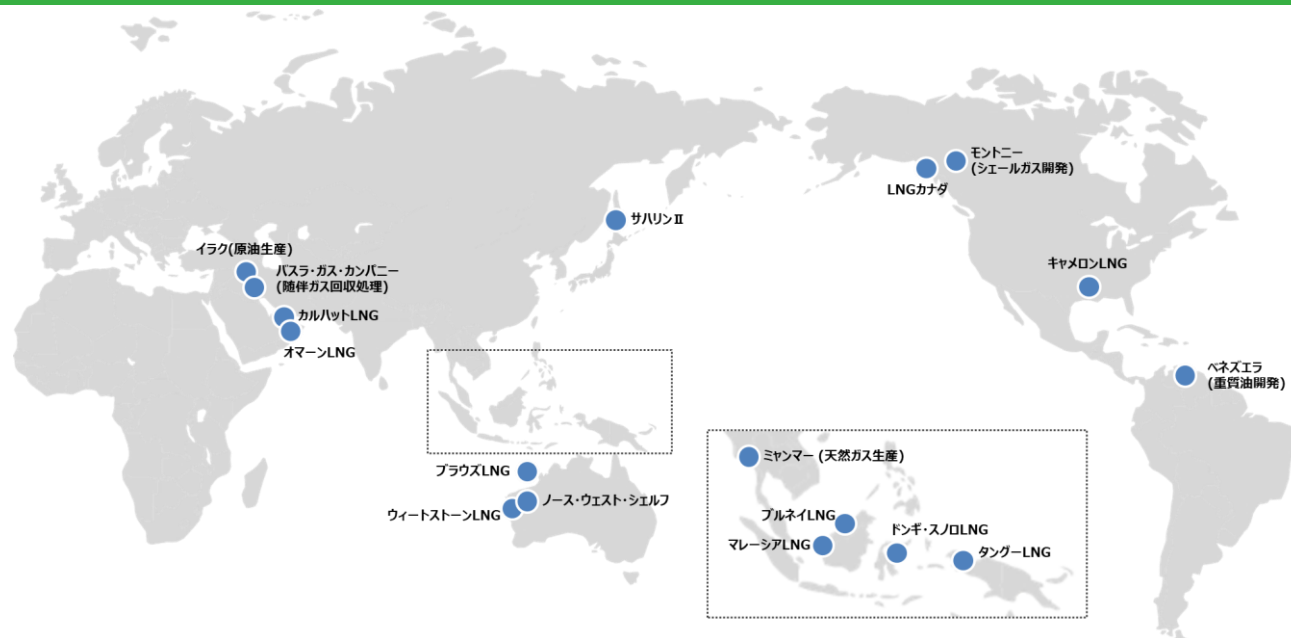 モントニー
(シェールガス開発)
LNGカナダ
サハリンⅡ
イラク(原油生産)
バスラ・ガス・カンパニー
(随伴ガス回収処理)
キャメロンLNG
カルハットLNG
オマーンLNG
ベネズエラ
(重質油開発)
ミャンマー (天然ガス生産)
ブラウズLNG
ノース・ウェスト・シェルフ
ウィートストーンLNG
ブルネイLNG
ドンギ・スノロLNG
マレーシアLNG
タングーLNG